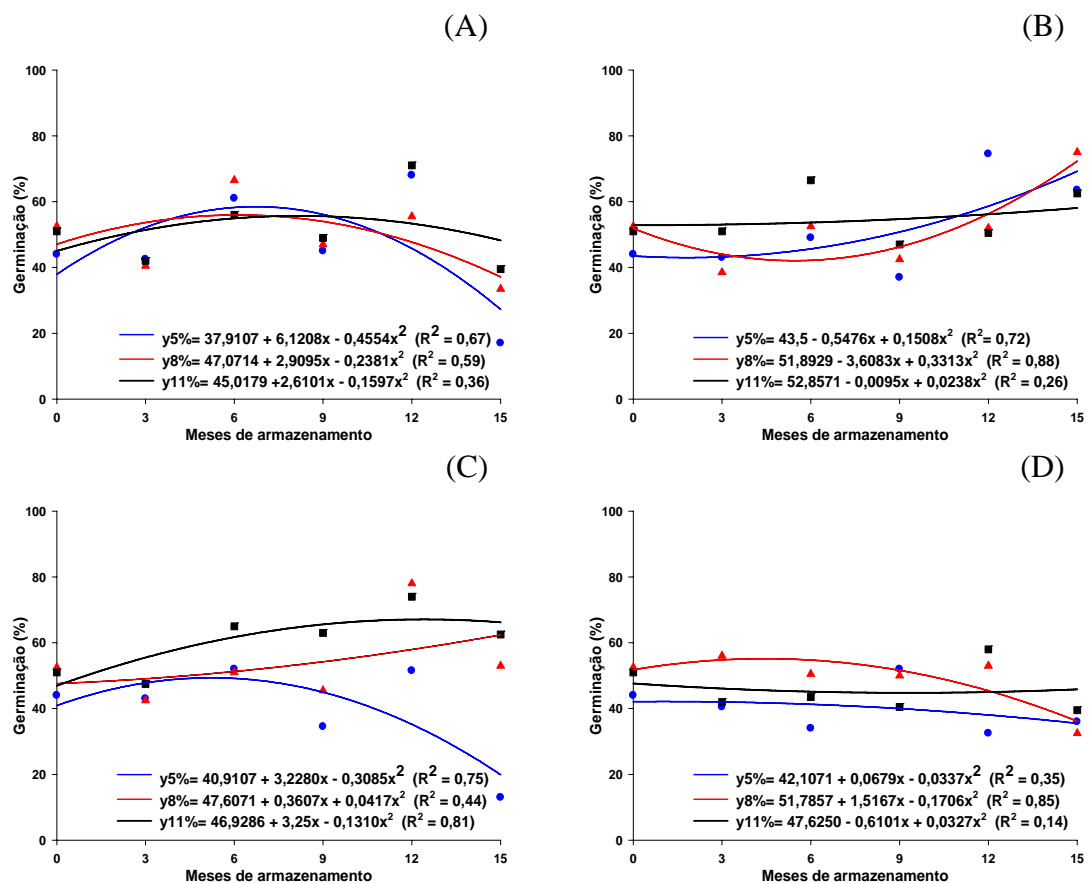 (A)
100
80
60
40
20
0
Germinação (%)
y5%= 37,9107 + 6,1208x - 0,4554x² (R² = 0,67)
y8%= 47,0714 + 2,9095x - 0,2381x² (R² = 0,59)
y11%= 45,0179 +2,6101x - 0,1597x² (R² = 0,36)
0 3 6 9 12 15
Meses de armazenamento
(B)
100
80
60
40
20
0
Germinação (%)
y5%= 43,5 - 0,5476x + 0,1508x² (R² = 0,72)
y8%= 51,8929 - 3,6083x + 0,3313x² (R² = 0,88)
y11%= 52,8571 - 0,0095x + 0,0238x² (R² = 0,26)
0 3 6 9 12 15
Meses de armazenamento
(C)
100
80
60
40
20
0
Germinação (%)
y5%= 40,9107 + 3,2280x - 0,3085x² (R² = 0,75)
y8%= 47,6071 + 0,3607x + 0,0417x² (R² = 0,44)
y11%= 46,9286 + 3,25x - 0,1310x² (R² = 0,81)
0 3 6 9 12 15
Meses de armazenamento
(D)
100
80
60
40
20
0
Germinação (%)
y5%= 42,1071 + 0,0679x - 0,0337x² (R² = 0,35)
y8%= 51,7857 + 1,5167x - 0,1706x² (R² = 0,85)
y11%= 47,6250 - 0,6101x + 0,0327x² (R² = 0,14)
0 3 6 9 12 15
Meses de armazenamento